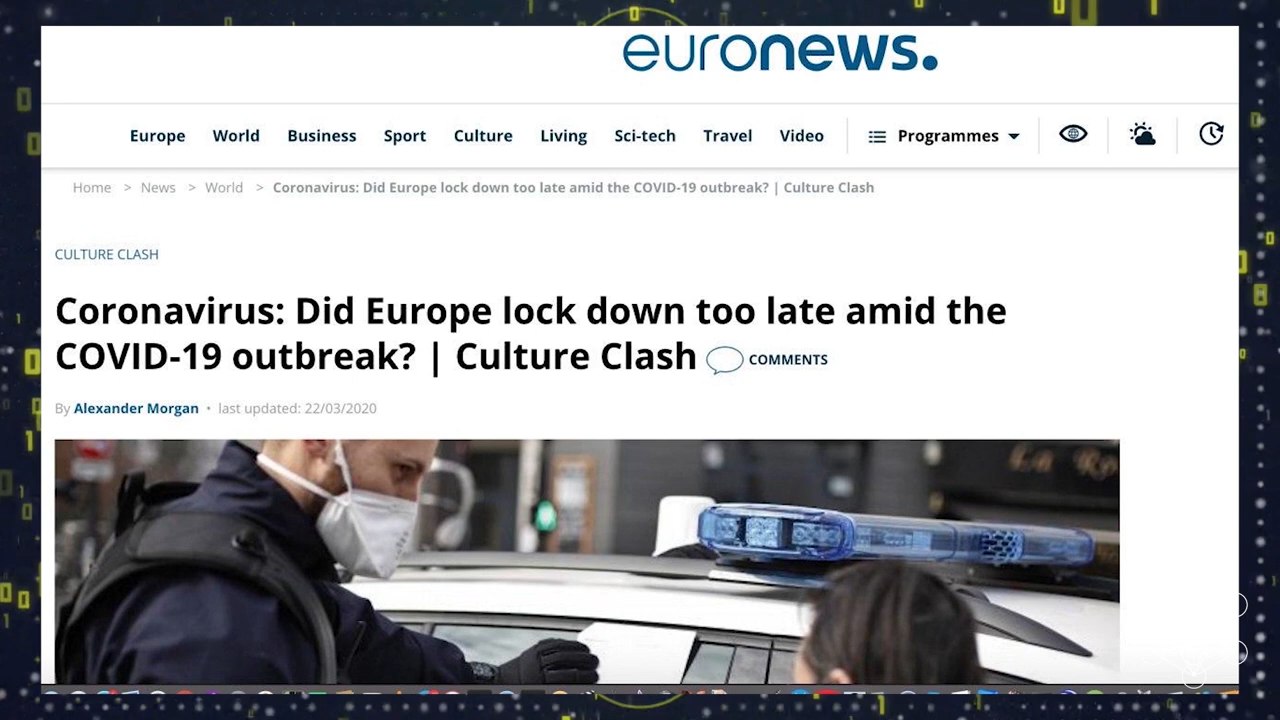 euronews.
Europe World Business Sport Culture Living Sci-tech Travel Video Programmes
Home > News > World > Coronavirus: Did Europe lock down too late amid the COVID-19 outbreak? | Culture Clash
CULTURE CLASH
Coronavirus: Did Europe lock down too late amid the
COVID-19 outbreak? | Culture Clash COMMENTS
By Alexander Morgan • last updated: 22/03/2020